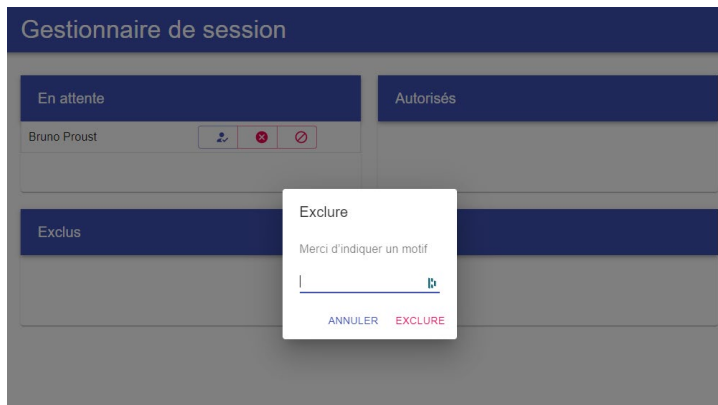 Gestionnaire de session
En attente
Autorisés
Bruno Proust
Exclus
Exclure
Merci d'indiquer un motif
ANNULER EXCLURE